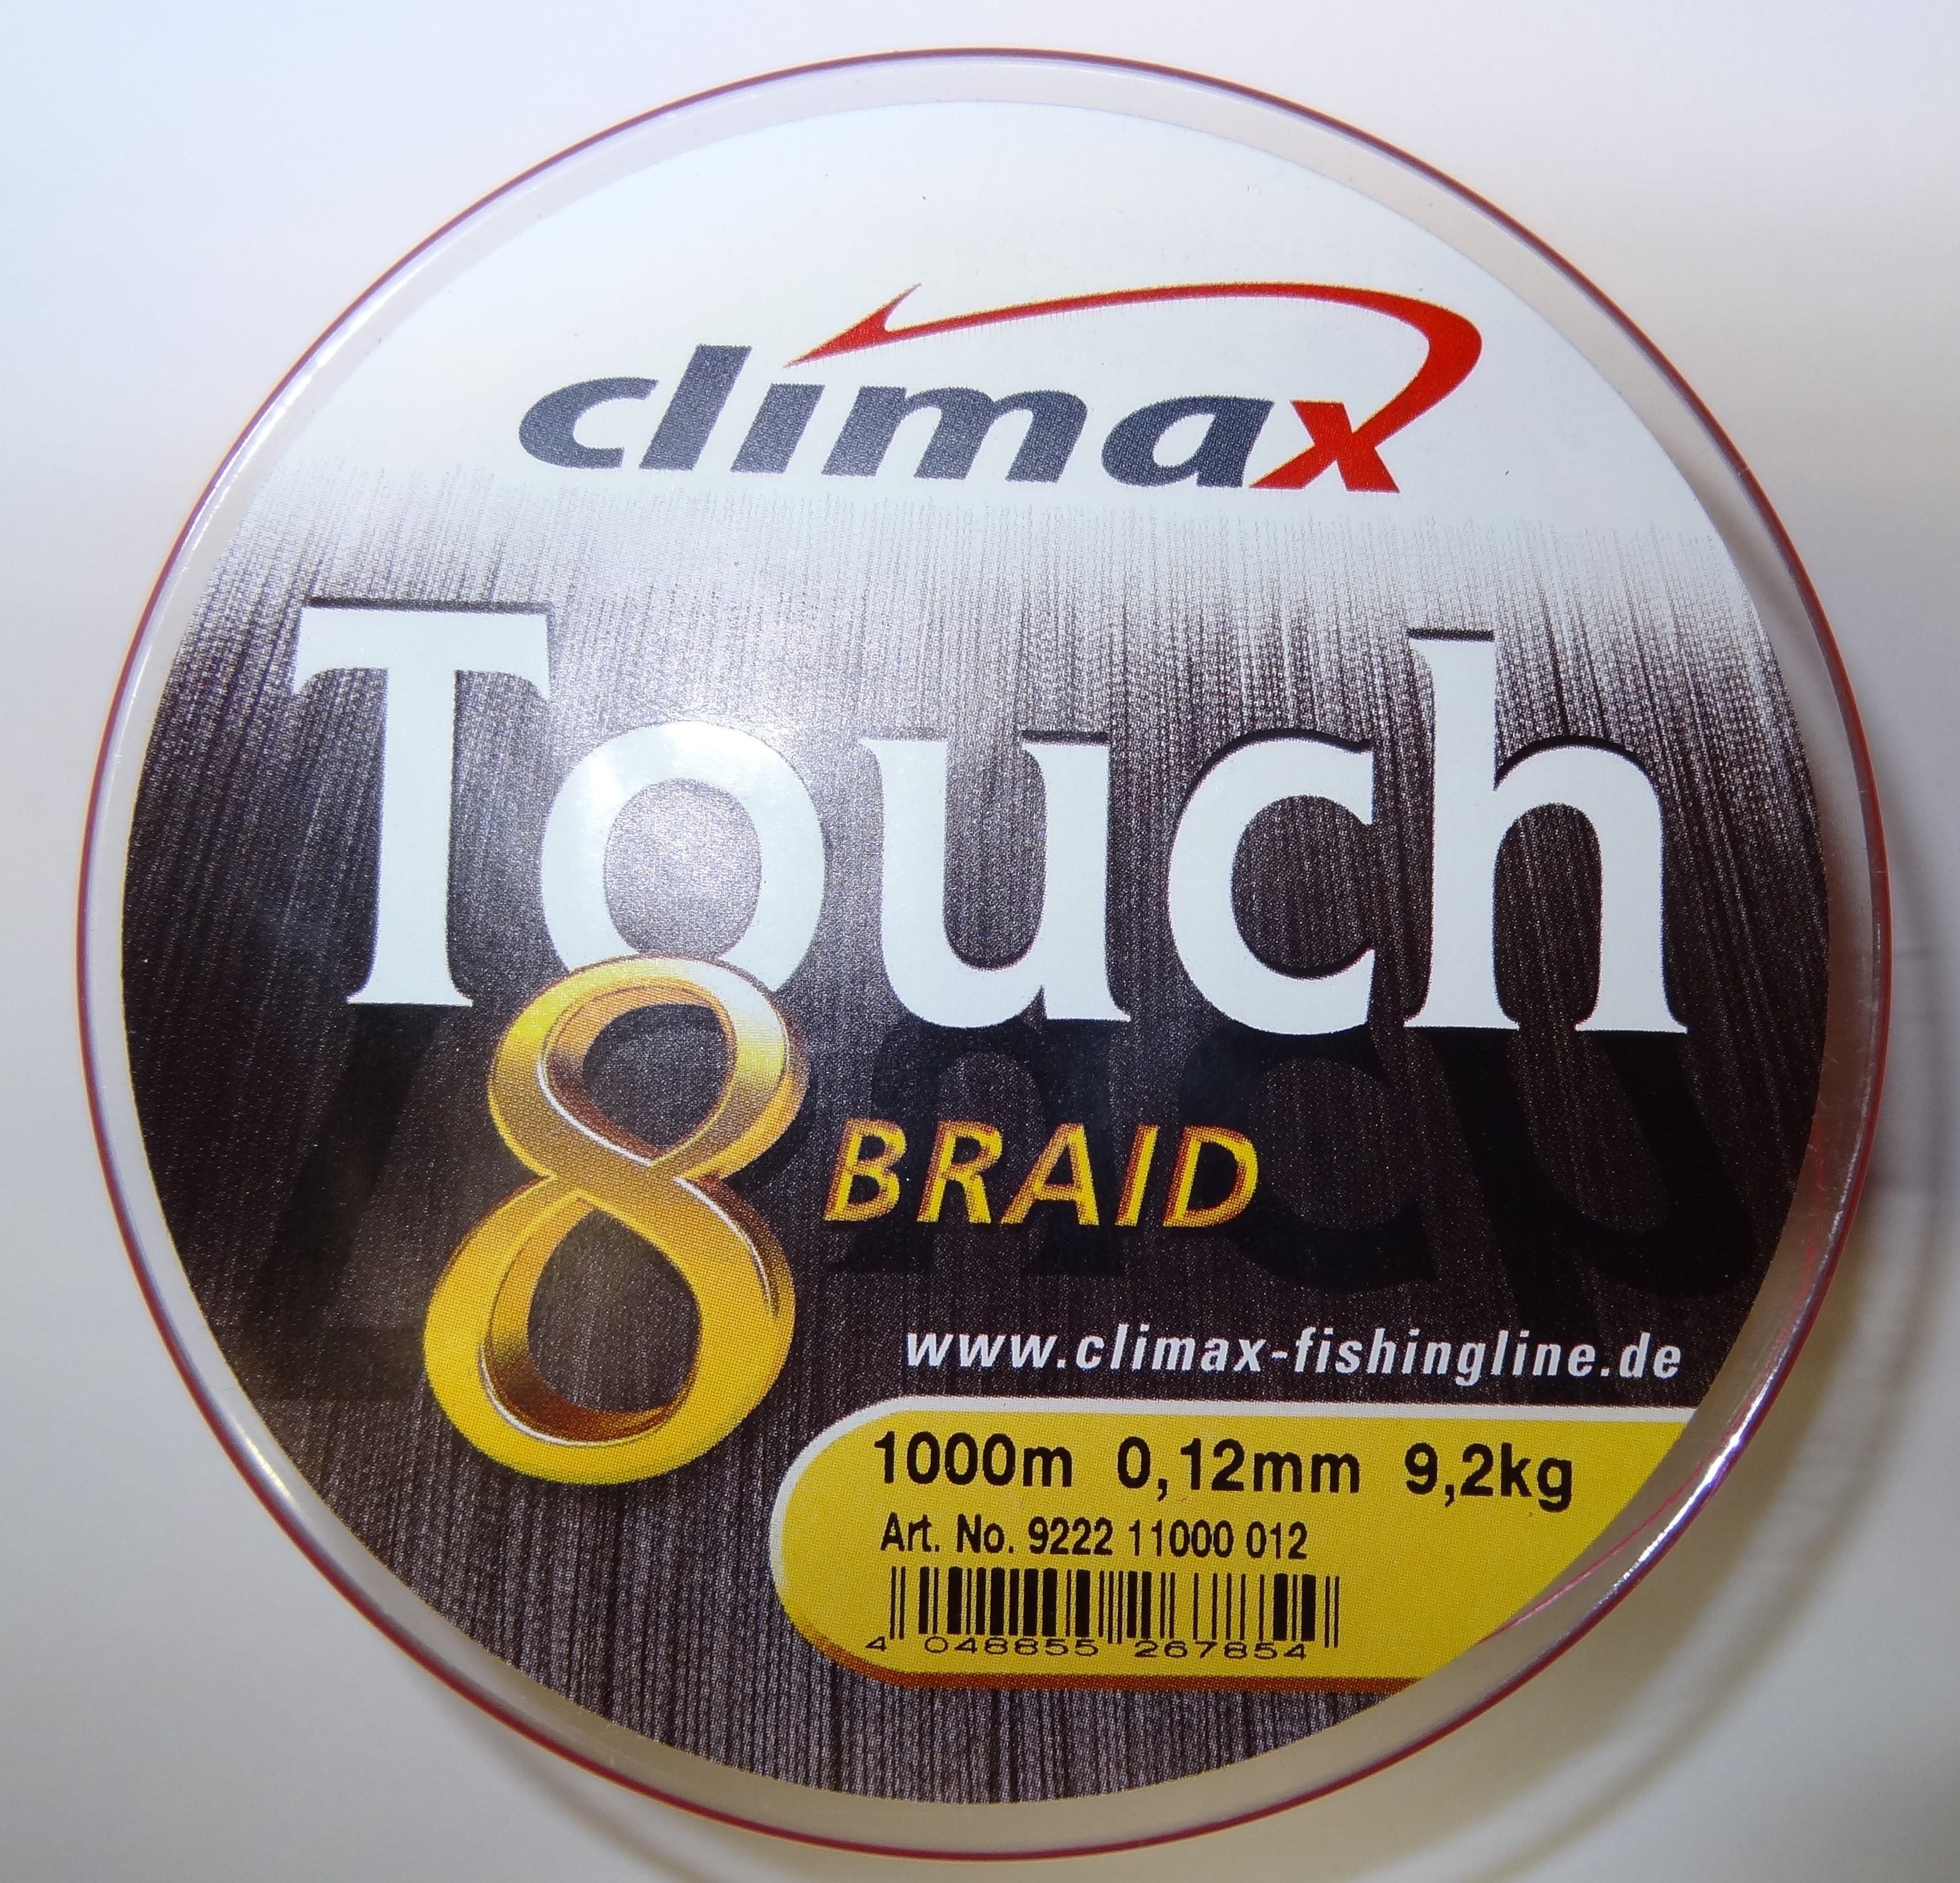 climax
Touch
8 BRAID
www.climax-fishingline.de
1000m 0,12mm 9,2kg
Art. No. 9222 11000 012
4 048855 267854